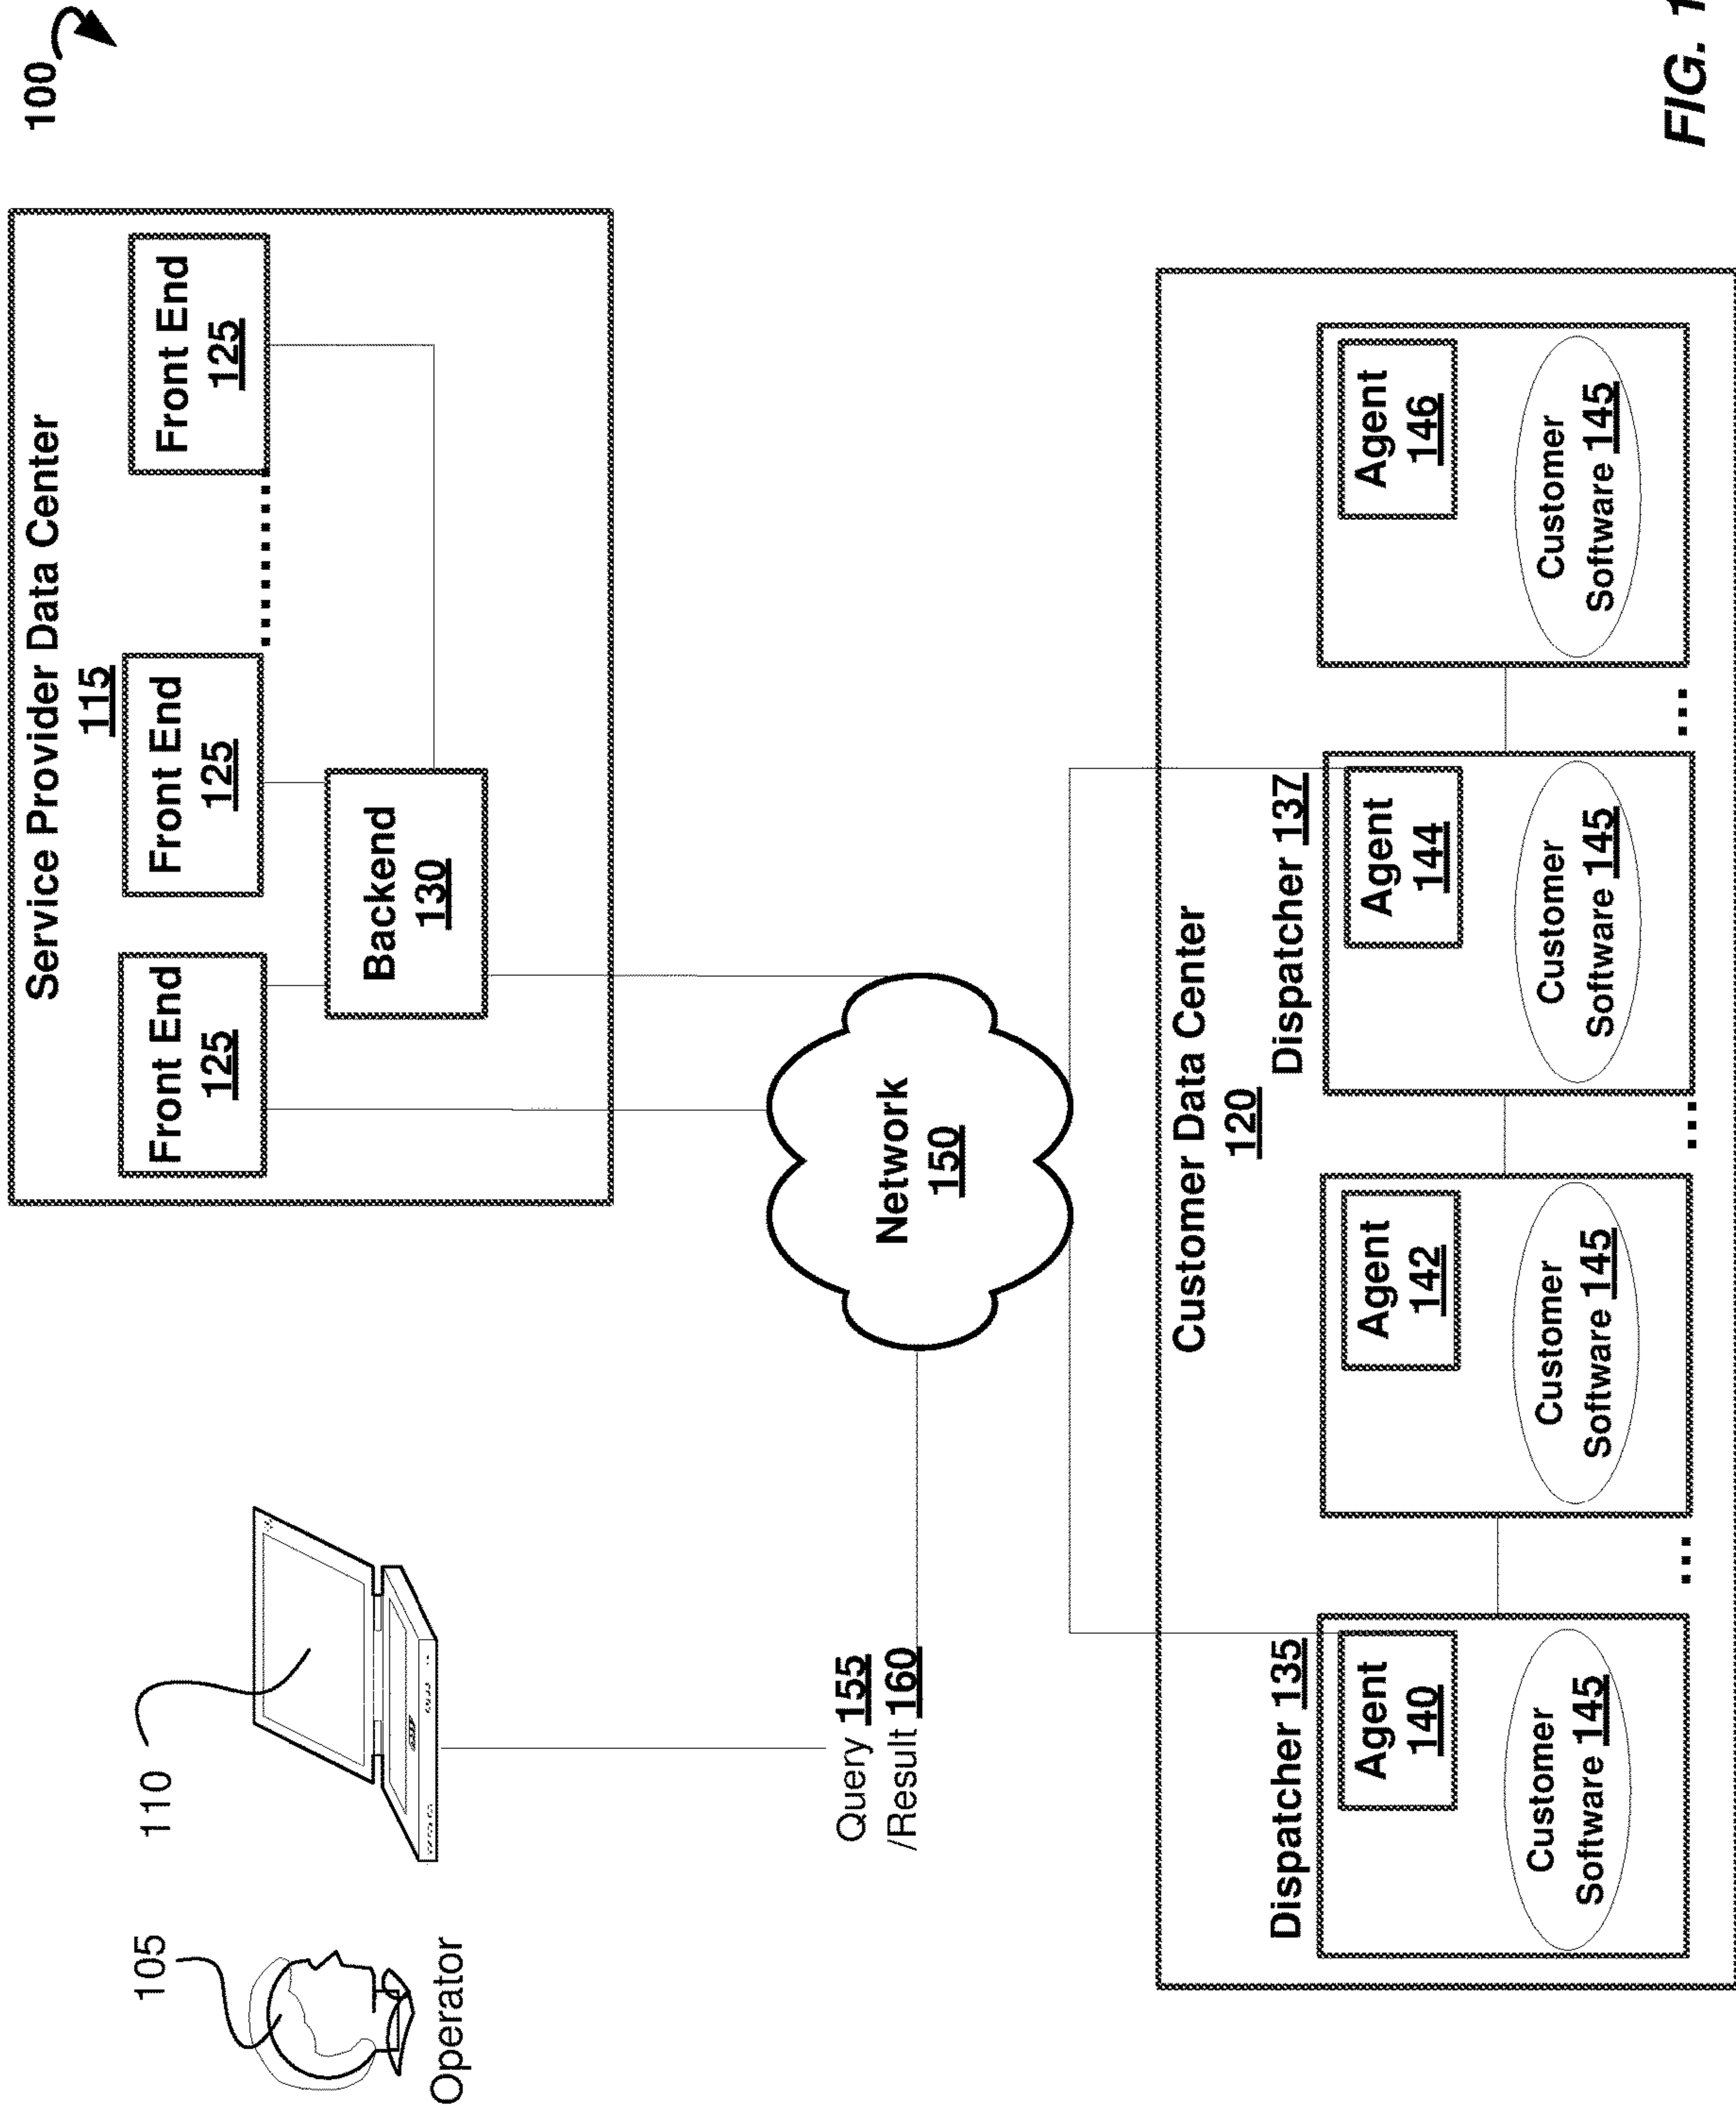 100
Service Provider Data Center
115
Front End
125
Front End
125
Front End
125
Backend
130
105
110
Operator
Query 155
/Result 160
Network
150
Customer Data Center
120
Dispatcher 135
Dispatcher 137
Agent
140
Customer
Software 145
Agent
142
Customer
Software 145
Agent
144
Customer
Software 145
Agent
146
Customer
Software 145
FIG. 1